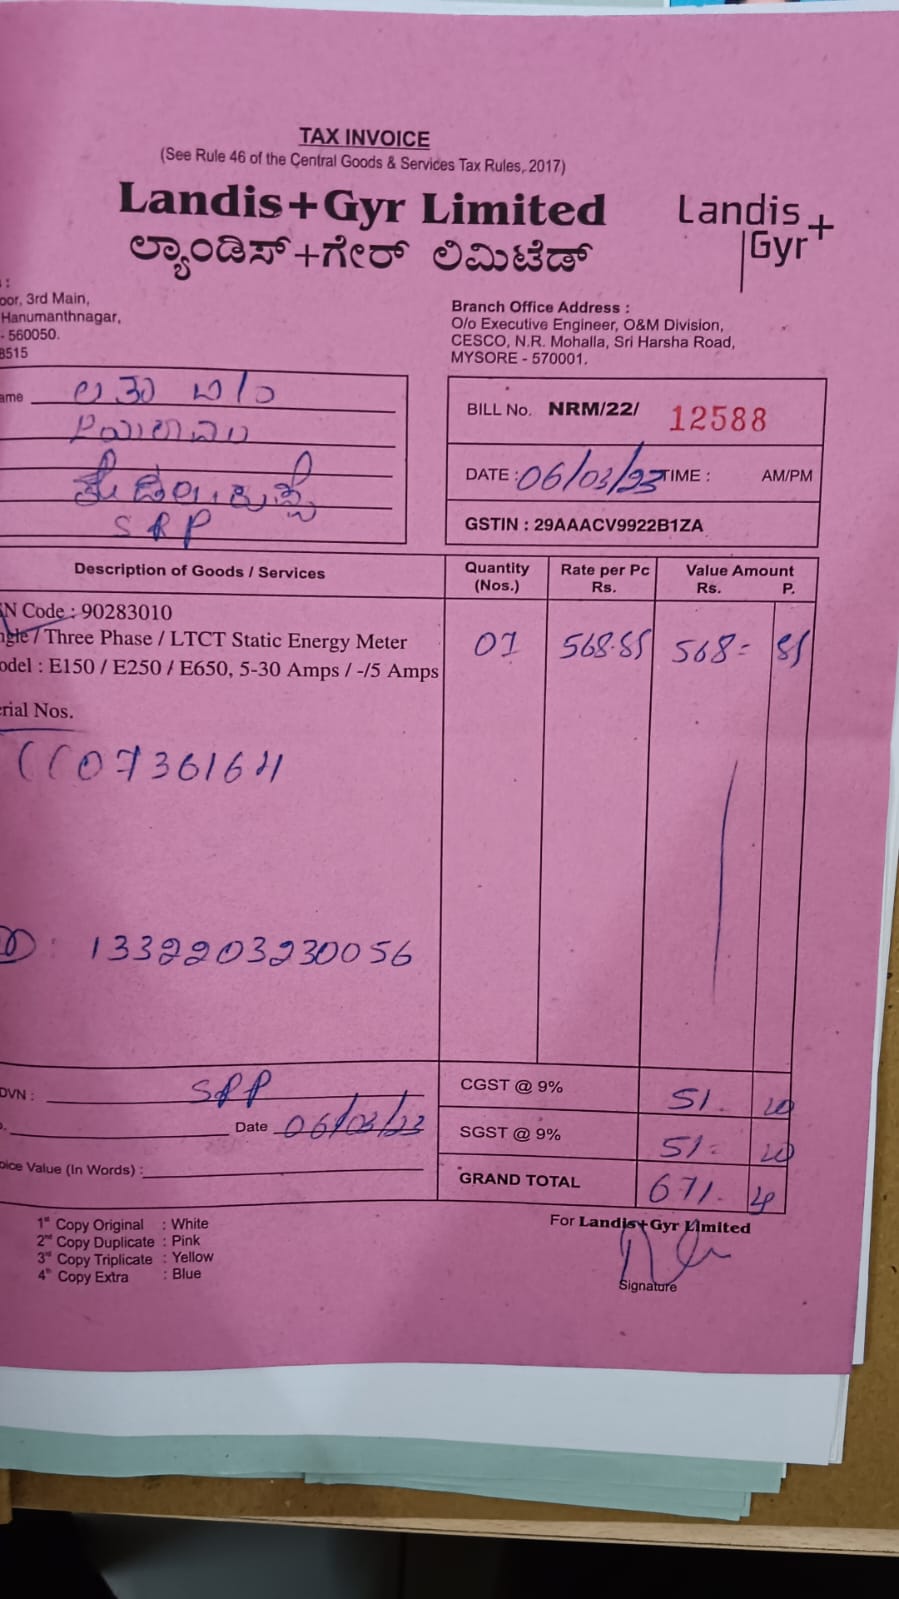 TAX INVOICE
(See Rule 46 of the Central Goods & Services Tax Rules, 2017)
Landis+Gyr Limited
ಲ್ಯಾಂಡಿಸ್+ಗೇರ್ ಲಿಮಿಟೆಡ್
Landis+
Gyr
oor, 3rd Main,
Hanumanthnagar,
- 560050.
8515
Branch Office Address :
O/o Executive Engineer, O&M Division,
CESCO, N.R. Mohalla, Sri Harsha Road,
MYSORE - 570001.
ame
SRP
BILL No. NRM/22/ 12588
DATE : 06/03/23 TIME : AM/PM
GSTIN : 29AAACV9922B1ZA
Description of Goods / Services Quantity (Nos.) Rate per Pc Rs. Value Amount Rs. P.
N Code : 90283010
ngle / Three Phase / LTCT Static Energy Meter 01 568.85 568= 85
odel : E150 / E250 / E650, 5-30 Amps / -/5 Amps
erial Nos.
1332203230056
DVN : SRP
Date 06/03/23
oice Value (In Words) :
CGST @ 9% 51. 20
SGST @ 9% 51= 20
GRAND TOTAL 671. 4
1st Copy Original : White
2nd Copy Duplicate : Pink
3rd Copy Triplicate : Yellow
4th Copy Extra : Blue
For Landis+Gyr Limited
Signature